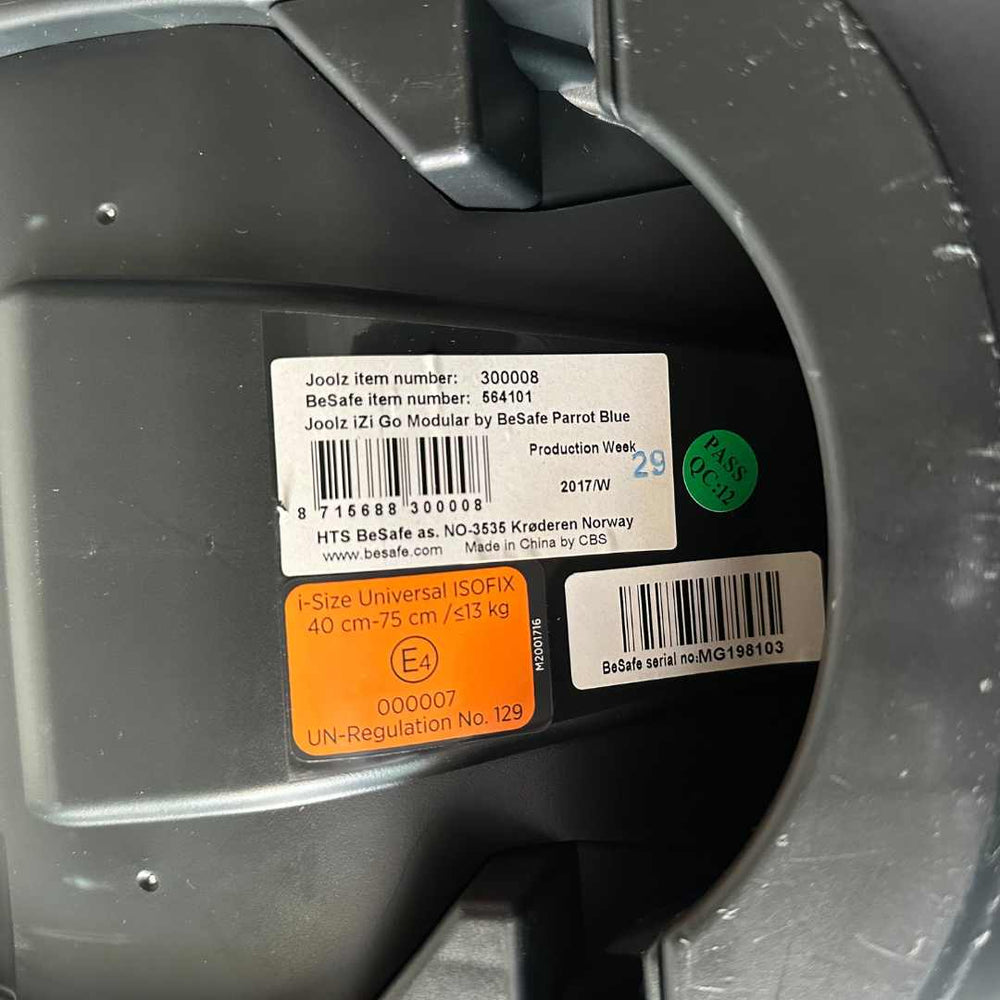 Joolz item number: 300008
BeSafe item number: 564101
Joolz iZi Go Modular by BeSafe Parrot Blue
Production Week
29
2017/W
8 715688 300008
HTS BeSafe as. NO-3535 Krøderen Norway
www.besafe.com Made in China by CBS
PASS
QC:12
i-Size Universal ISOFIX
40 cm-75 cm /≤13 kg
E4
000007
UN-Regulation No. 129
M2001716
BeSafe serial no:MG198103